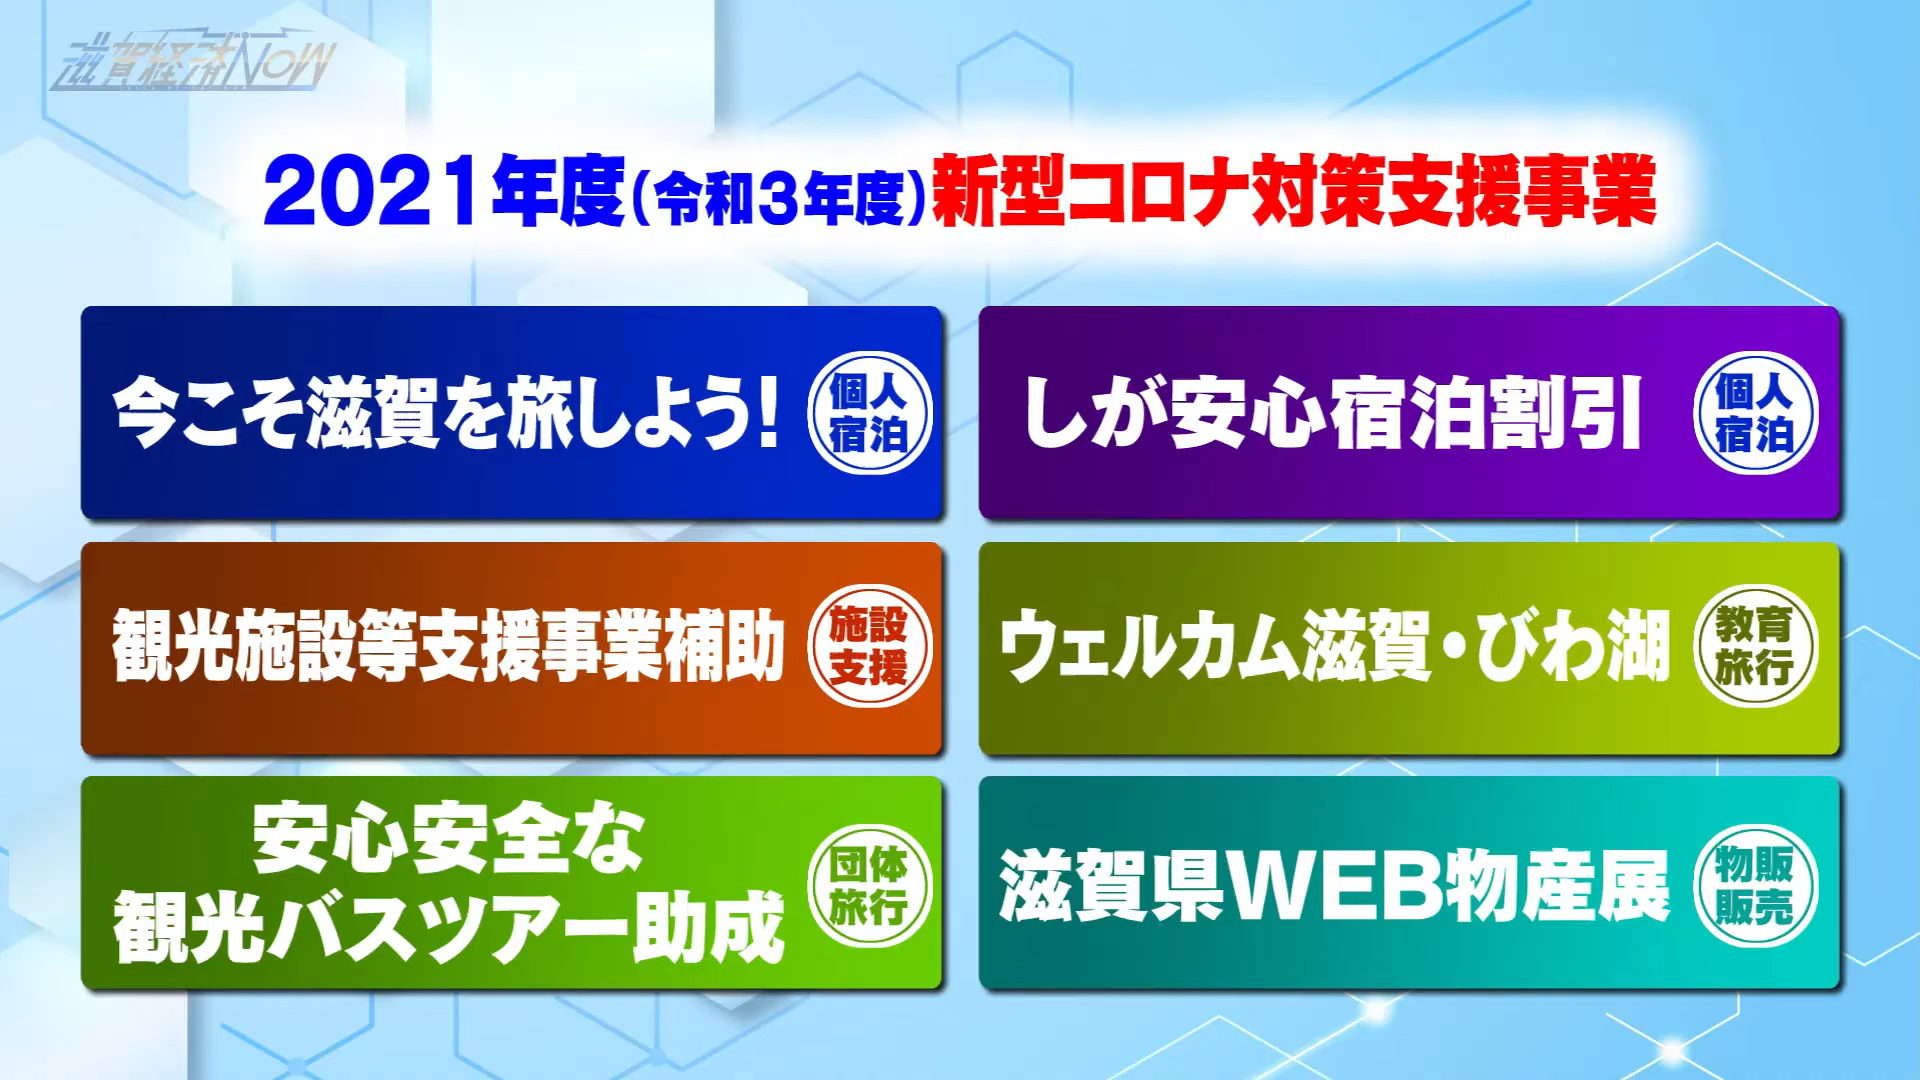 滋賀経済NOW
2021年度(令和3年度)新型コロナ対策支援事業
今こそ滋賀を旅しよう!
個人
宿泊
しが安心宿泊割引
個人
宿泊
観光施設等支援事業補助
施設
支援
ウェルカム滋賀・びわ湖
教育
旅行
安心安全な
観光バスツアー助成
団体
旅行
滋賀県WEB物産展
物販
販売